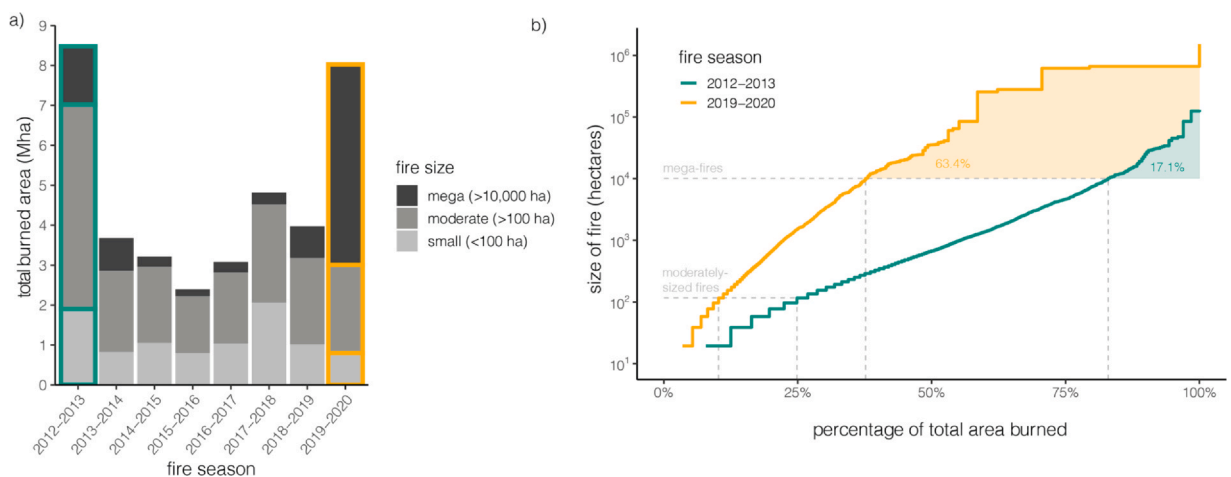 a)
total burned area (Mha)
9
8
7
6
5
4
3
2
1
0
2012–2013
2013–2014
2014–2015
2015–2016
2016–2017
2017–2018
2018–2019
2019–2020
fire season
fire size
mega (>10,000 ha)
moderate (>100 ha)
small (<100 ha)
b)
size of fire (hectares)
10⁶
10⁵
10⁴
10³
10²
10¹
fire season
2012–2013
2019–2020
mega-fires
63.4%
17.1%
moderately-
sized fires
0%
25%
50%
75%
100%
percentage of total area burned